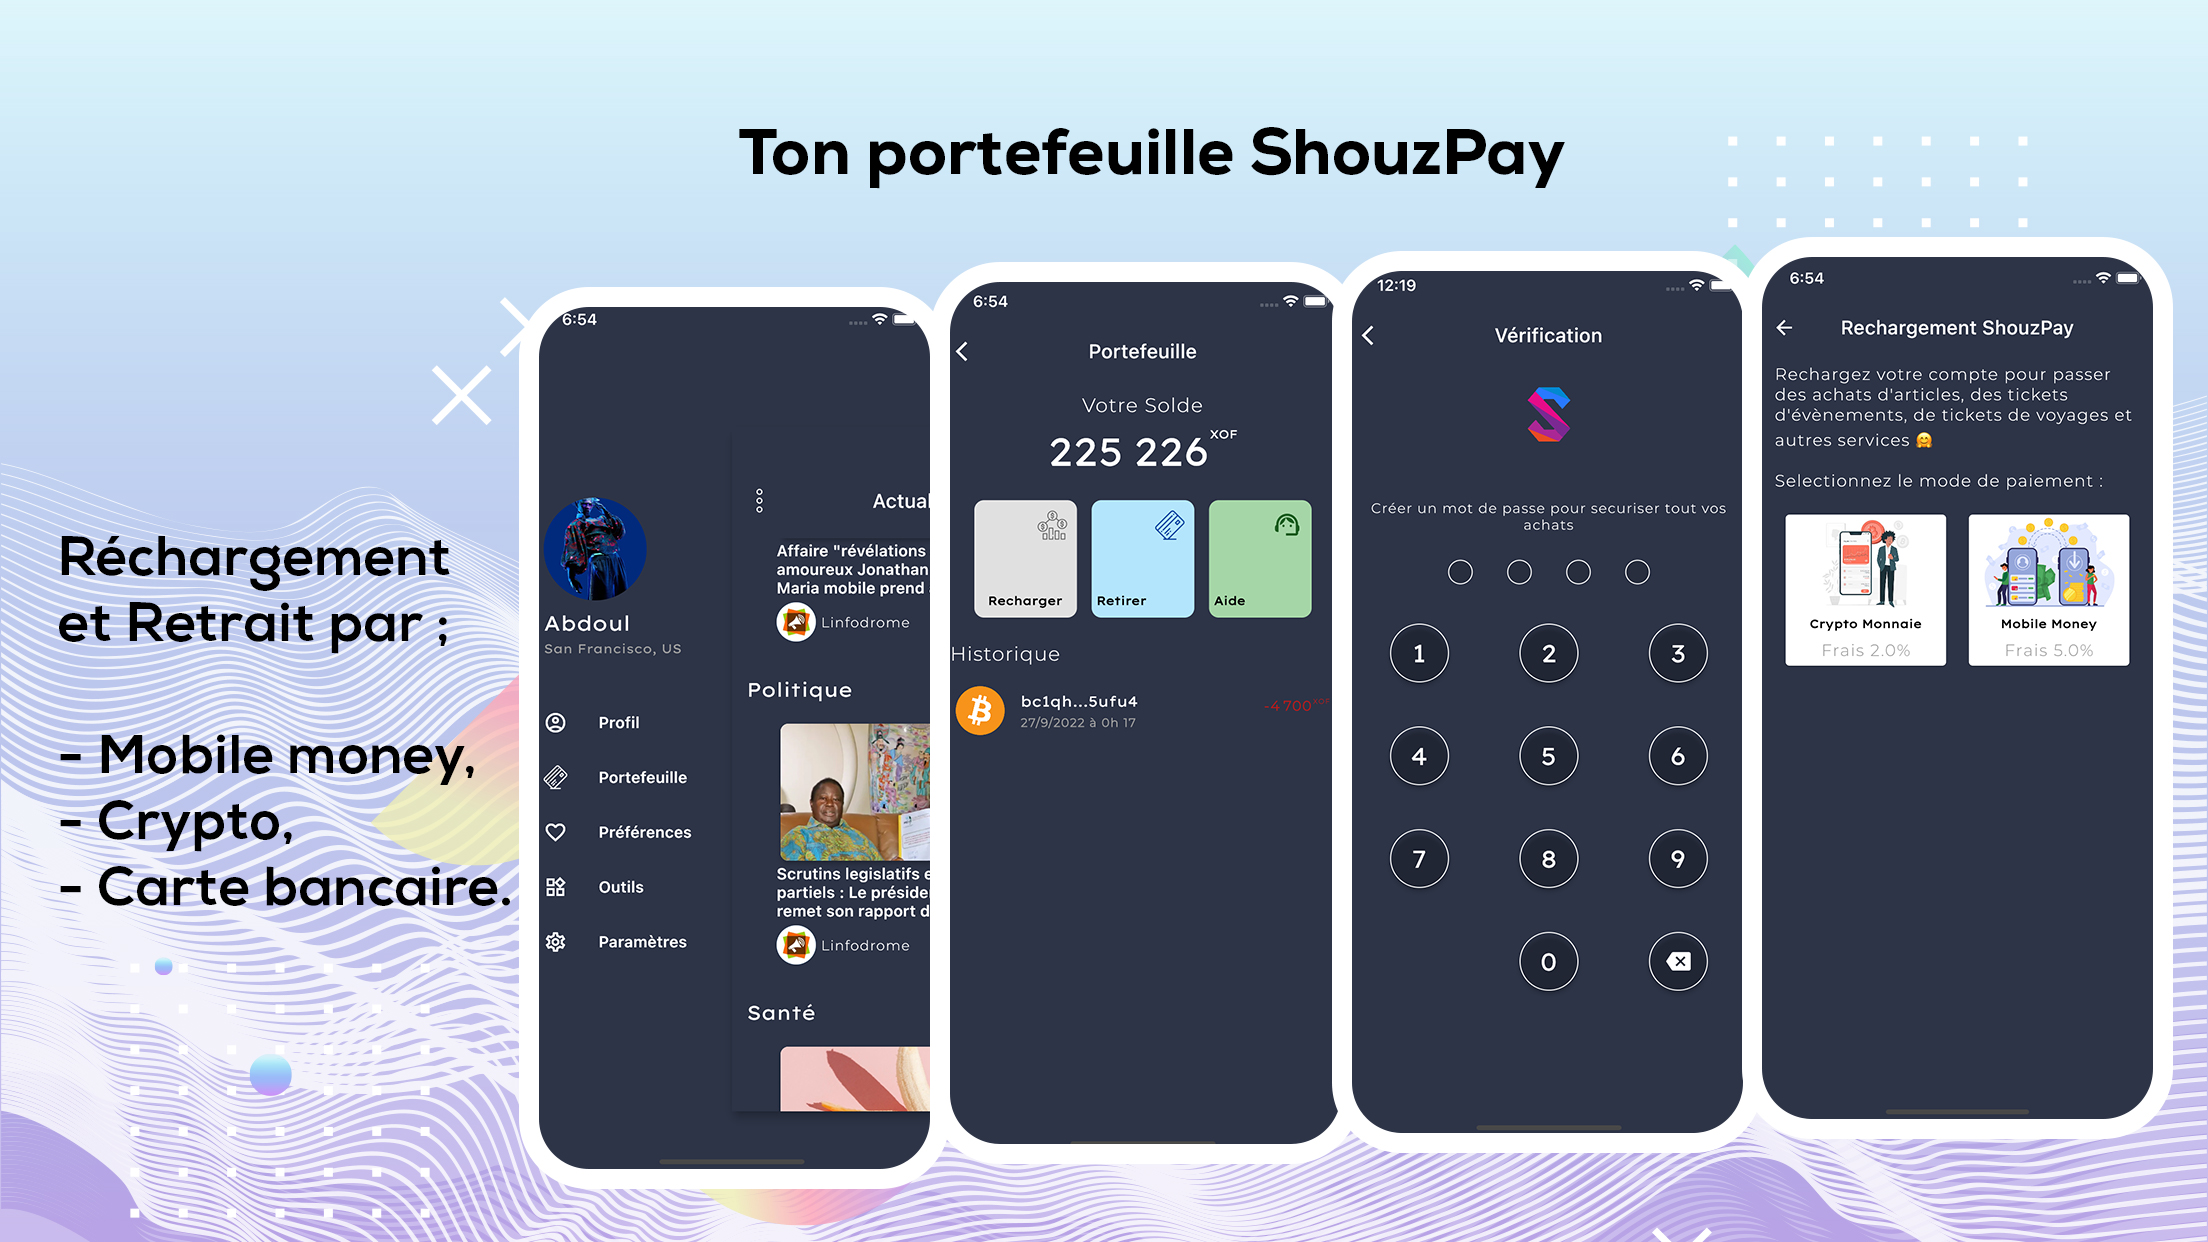 Ton portefeuille ShouzPay
Réchargement
et Retrait par ;
- Mobile money,
- Crypto,
- Carte bancaire.
6:54
Actual
Affaire "révélations
amoureux Jonathan
Maria mobile prend
Linfodrome
Abdoul
San Francisco, US
Politique
Profil
Portefeuille
Préférences
Outils
Paramètres
Scrutins legislatifs e
partiels : Le préside
remet son rapport d
Linfodrome
Santé
6:54
Portefeuille
Votre Solde
225 226 XOF
Recharger
Retirer
Aide
Historique
bc1qh...5ufu4
27/9/2022 à 0h 17
-4 700 XOF
12:19
Vérification
Créer un mot de passe pour securiser tout vos
achats
1 2 3
4 5 6
7 8 9
0
6:54
Rechargement ShouzPay
Rechargez votre compte pour passer
des achats d'articles, des tickets
d'évènements, de tickets de voyages et
autres services 🤗
Selectionnez le mode de paiement :
Crypto Monnaie
Frais 2.0%
Mobile Money
Frais 5.0%